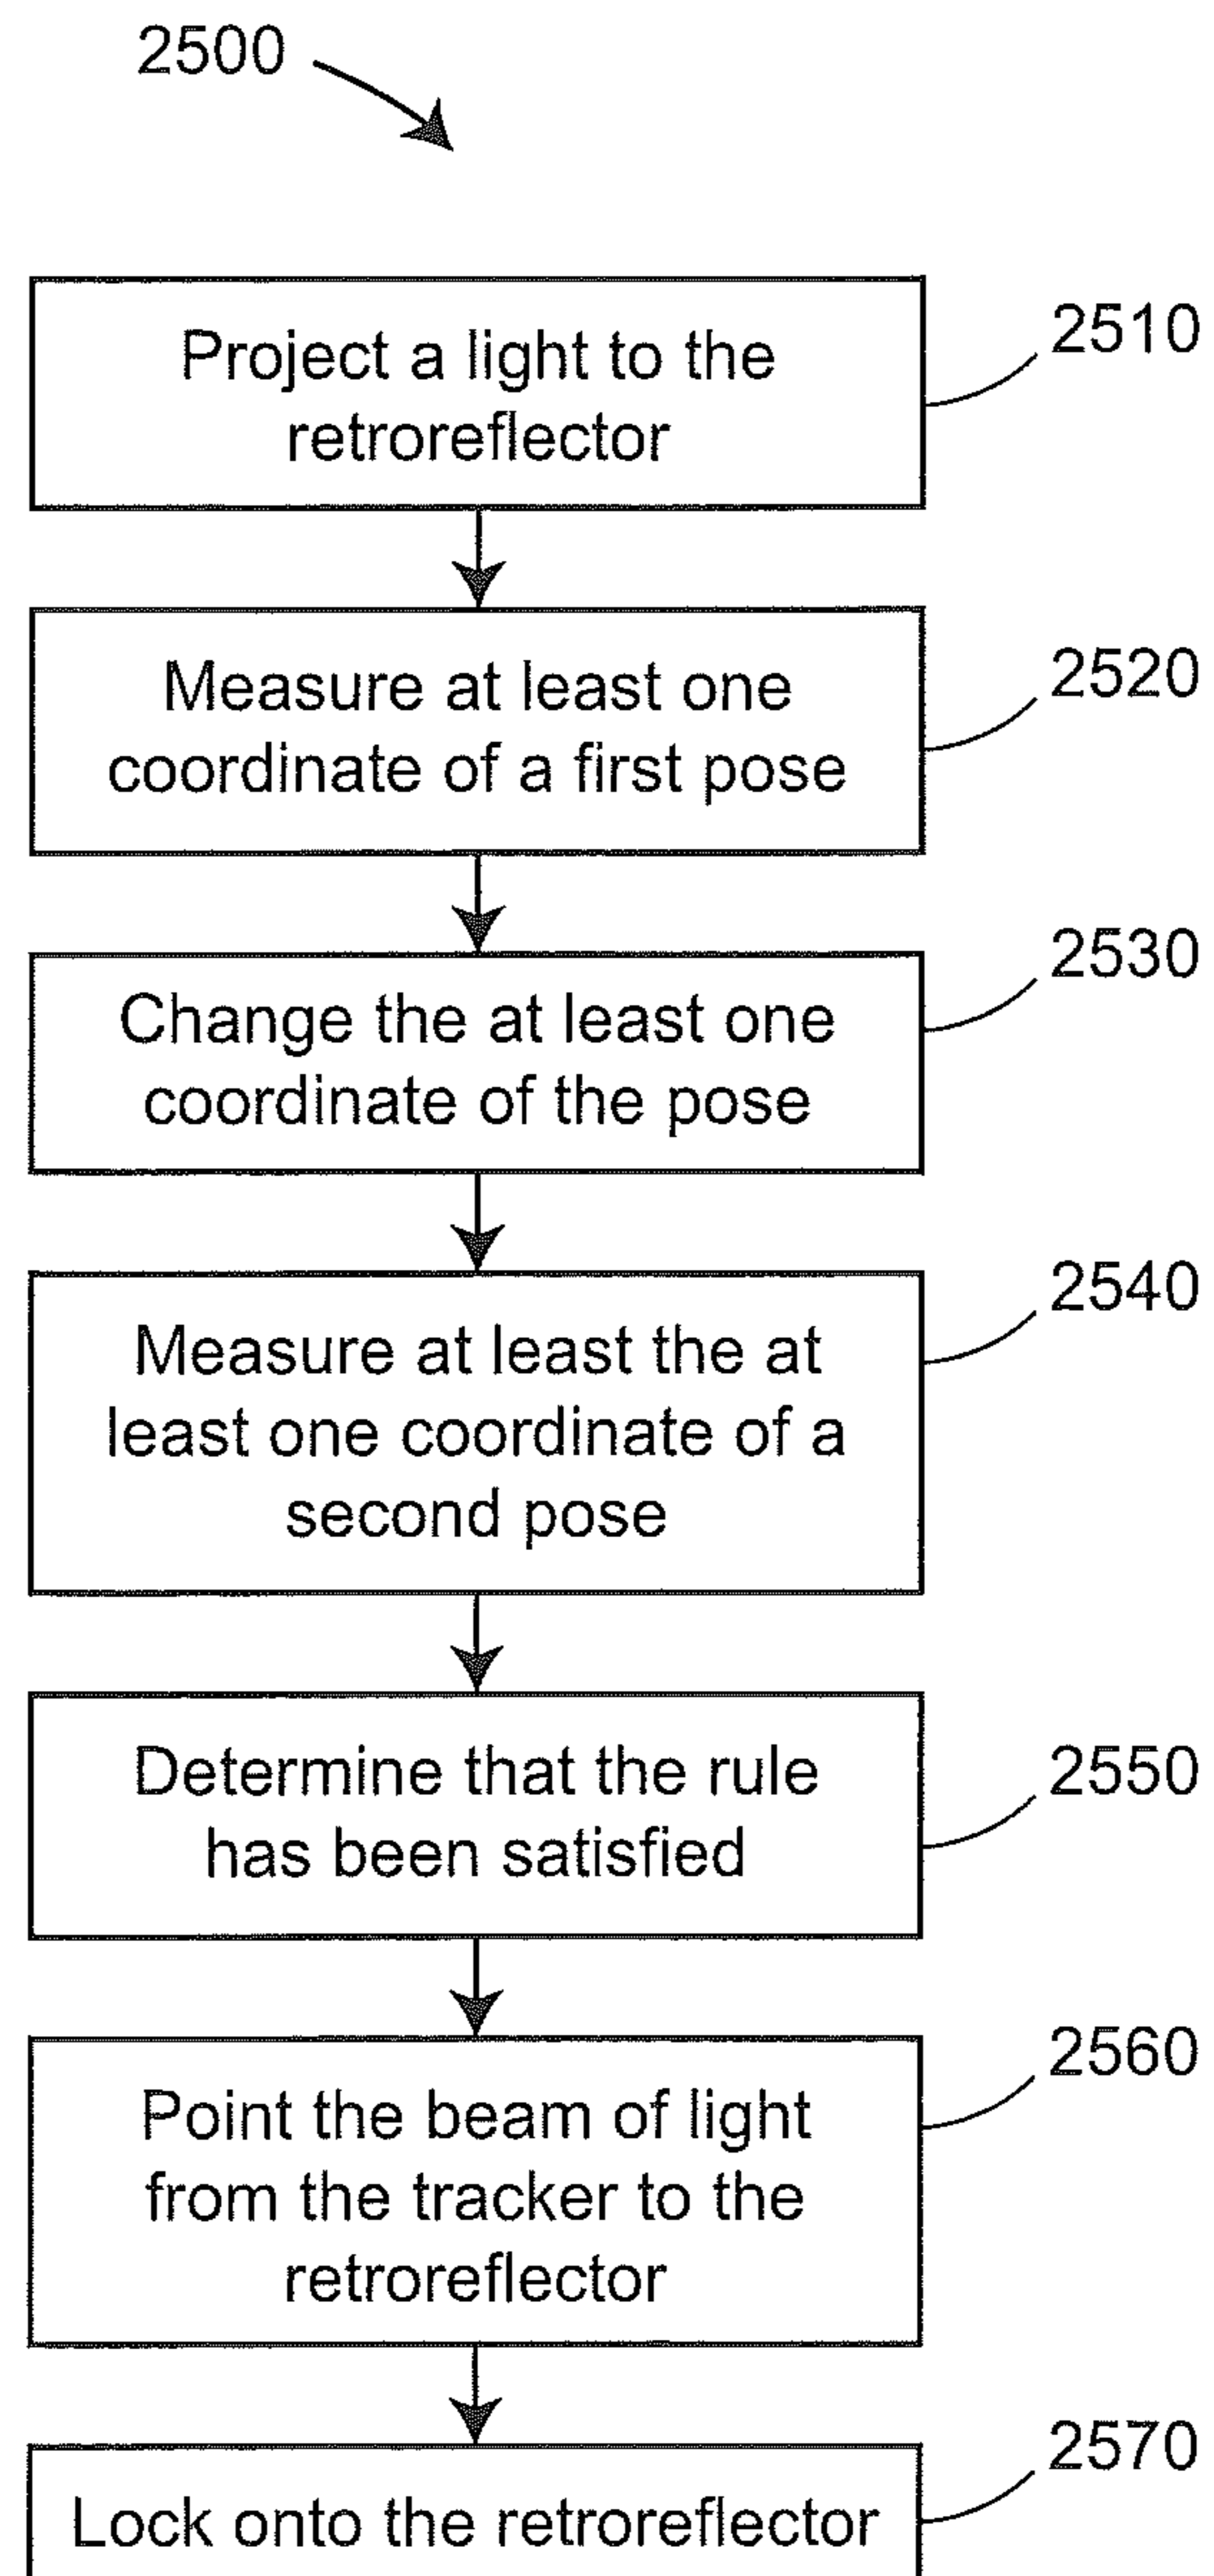 2500
Project a light to the
retroreflector
2510
Measure at least one
coordinate of a first pose
2520
Change the at least one
coordinate of the pose
2530
Measure at least the at
least one coordinate of a
second pose
2540
Determine that the rule
has been satisfied
2550
Point the beam of light
from the tracker to the
retroreflector
2560
Lock onto the retroreflector
2570